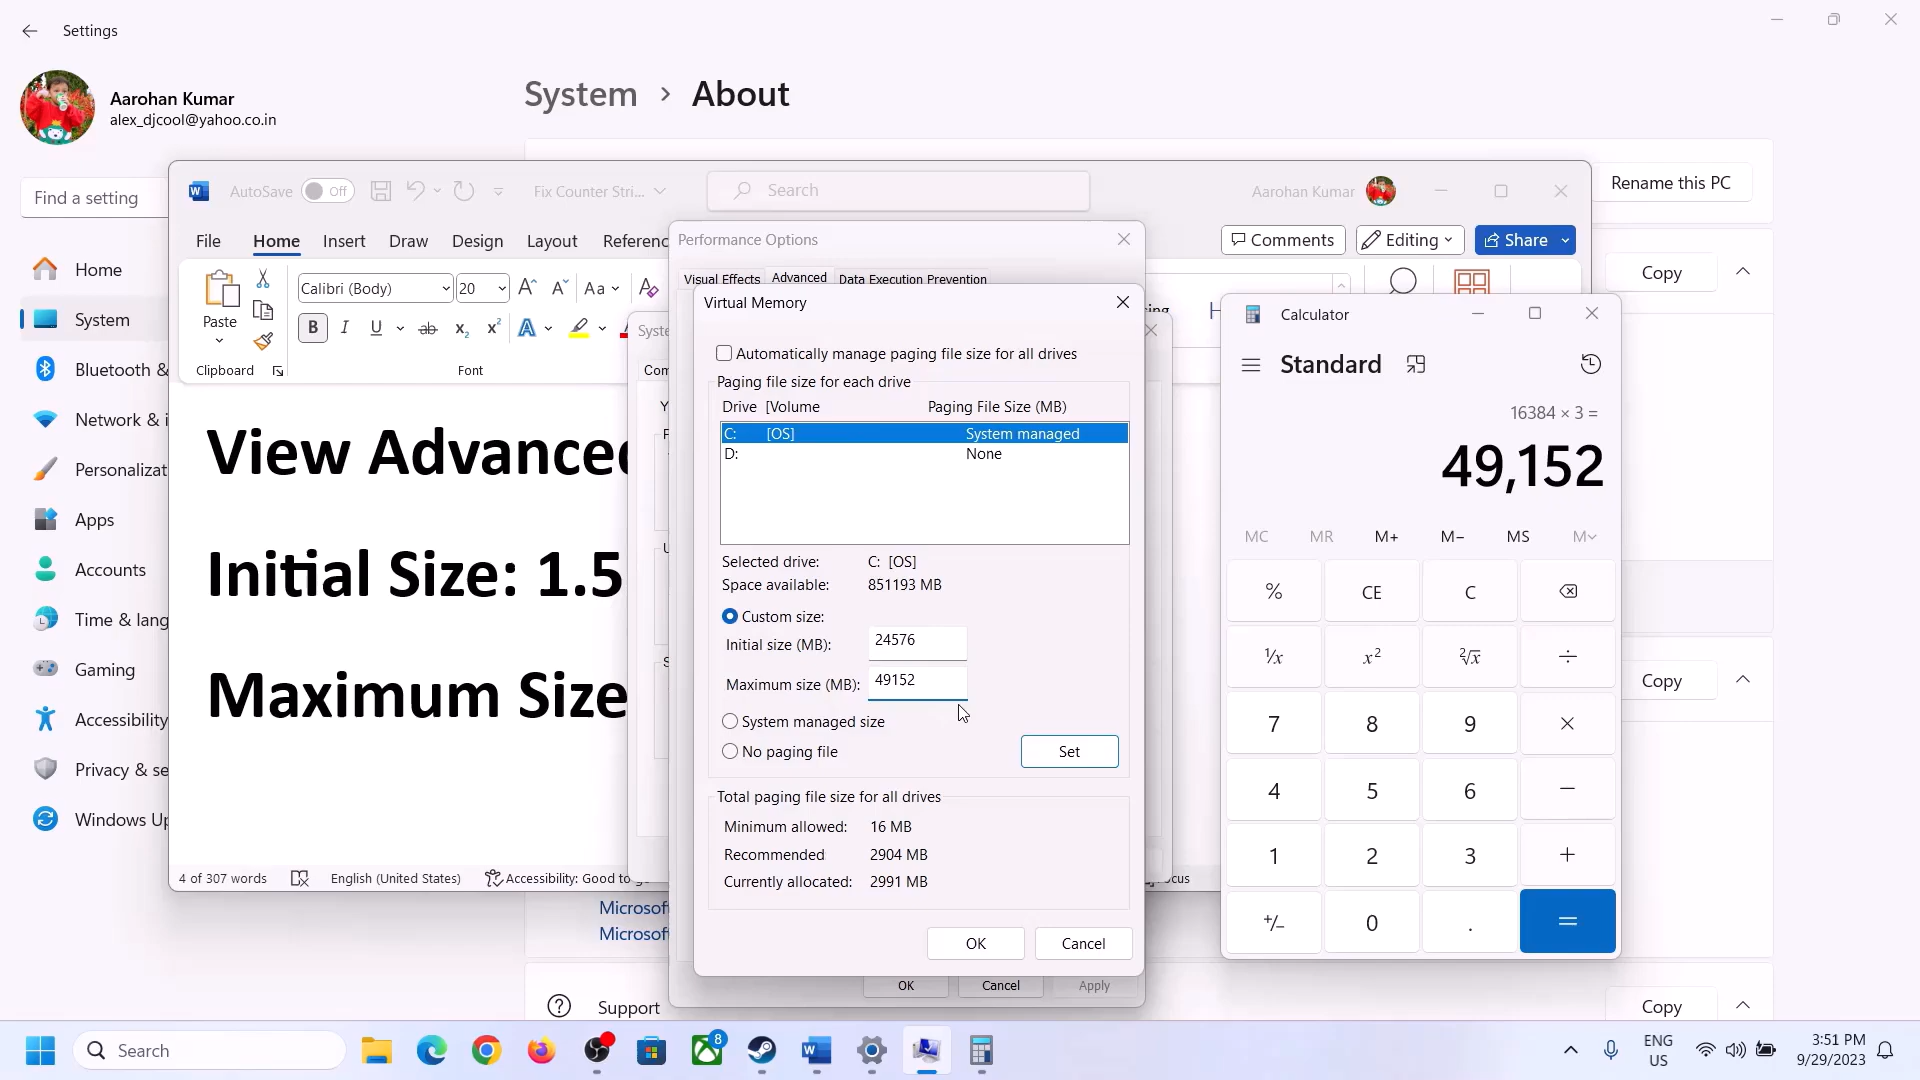 Settings
Aarohan Kumar
alex_djcool@yahoo.co.in
System > About
Find a setting
Home
System
Bluetooth &
Network & i
Personalizat
Apps
Accounts
Time & lang
Gaming
Accessibility
Privacy & se
Windows Up
Rename this PC
Copy
Copy
Copy
Support
AutoSave Off
Fix Counter Stri...
Search
Aarohan Kumar
File Home Insert Draw Design Layout Referenc
Comments Editing Share
Calibri (Body) 20
Paste
Clipboard Font
View Advanced
Initial Size: 1.5
Maximum Size
4 of 307 words English (United States) Accessibility: Good to
Microsof
Microsof
Performance Options
Visual Effects Advanced Data Execution Prevention
Virtual Memory
Automatically manage paging file size for all drives
Paging file size for each drive
Drive [Volume Paging File Size (MB)
C: [OS] System managed
D: None
Selected drive: C: [OS]
Space available: 851193 MB
Custom size:
Initial size (MB): 24576
Maximum size (MB): 49152
System managed size
No paging file
Set
Total paging file size for all drives
Minimum allowed: 16 MB
Recommended 2904 MB
Currently allocated: 2991 MB
OK Cancel
OK Cancel Apply
Calculator
Standard
16384 × 3 =
49,152
MC MR M+ M− MS M
% CE C
¹/x x² ²√x ÷
7 8 9 ×
4 5 6 −
1 2 3 +
+/− 0 . =
Search
8
ENG
US
3:51 PM
9/29/2023